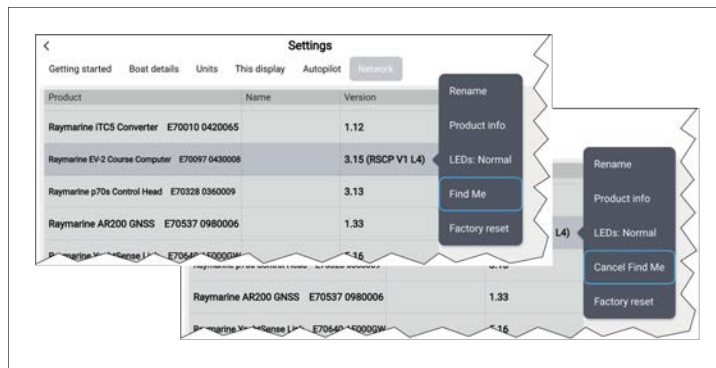 Settings
Getting started Boat details Units This display Autopilot Network
Product Name Version
Raymarine iTC5 Converter E70010 0420065 1.12
Raymarine EV-2 Course Computer E70097 0430008 3.15 (RSCP V1 L4)
Raymarine p70s Control Head E70328 0360009 3.13
Raymarine AR200 GNSS E70537 0980006 1.33
Rename
Product info
LEDs: Normal
Find Me
Factory reset
L4)
Raymarine AR200 GNSS E70537 0980006 1.33
Rename
Product info
LEDs: Normal
Cancel Find Me
Factory reset